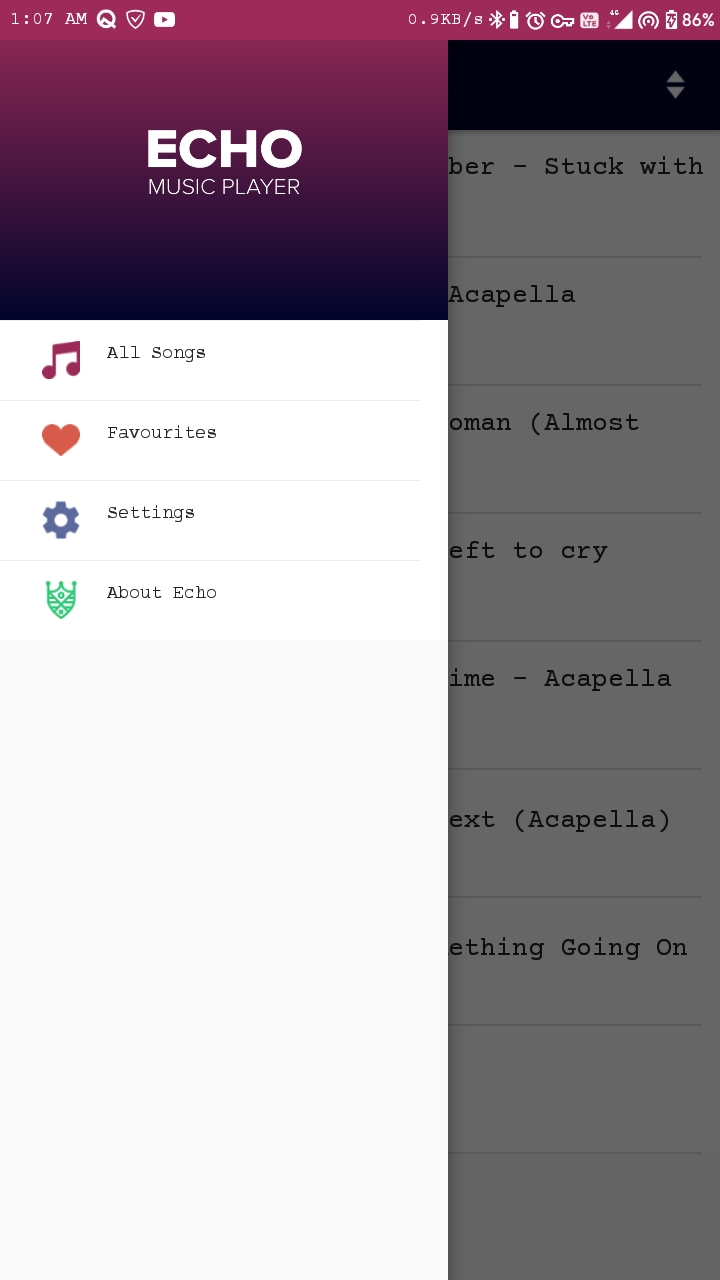 1:07 AM 0.9KB/s Vo LTE 4G 86%
ECHO
MUSIC PLAYER
All Songs
Favourites
Settings
About Echo
ber - Stuck with
Acapella
oman (Almost
eft to cry
ime - Acapella
ext (Acapella)
ething Going On